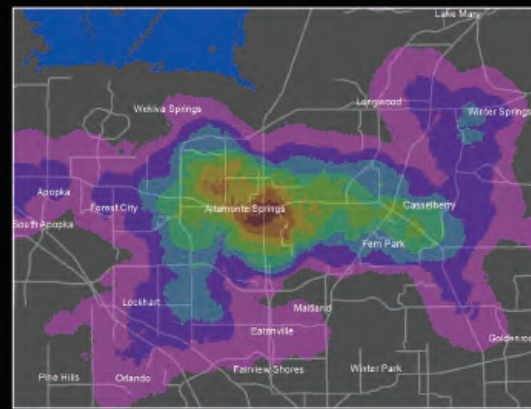 Lake Mary
Wekiva Springs
Longwood
Winter Springs
Apopka
Forest City
Altamonte Springs
Casselberry
South Apopka
Fern Park
Lockhart
Maitland
Eatonville
Goldenrod
Pine Hills
Orlando
Fairview Shores
Winter Park